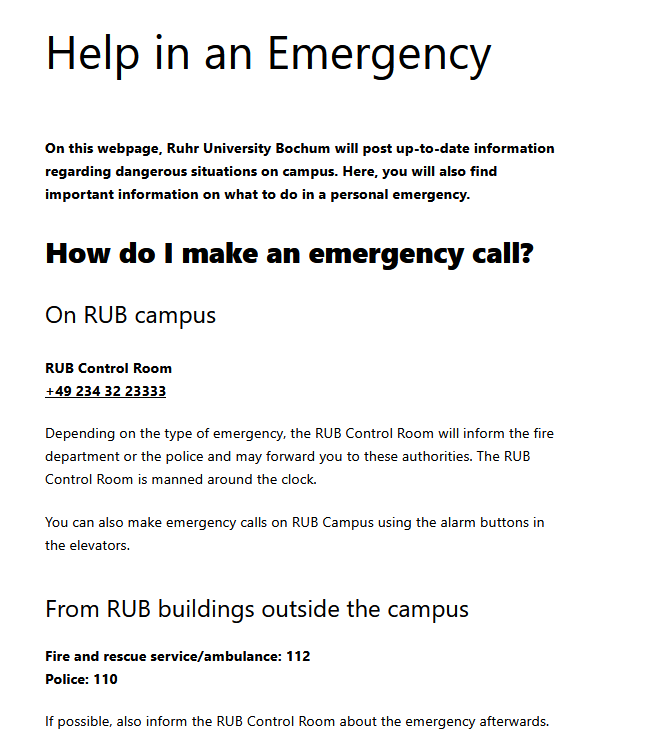 Help in an Emergency
On this webpage, Ruhr University Bochum will post up-to-date information
regarding dangerous situations on campus. Here, you will also find
important information on what to do in a personal emergency.
How do I make an emergency call?
On RUB campus
RUB Control Room
+49 234 32 23333
Depending on the type of emergency, the RUB Control Room will inform the fire
department or the police and may forward you to these authorities. The RUB
Control Room is manned around the clock.
You can also make emergency calls on RUB Campus using the alarm buttons in
the elevators.
From RUB buildings outside the campus
Fire and rescue service/ambulance: 112
Police: 110
If possible, also inform the RUB Control Room about the emergency afterwards.